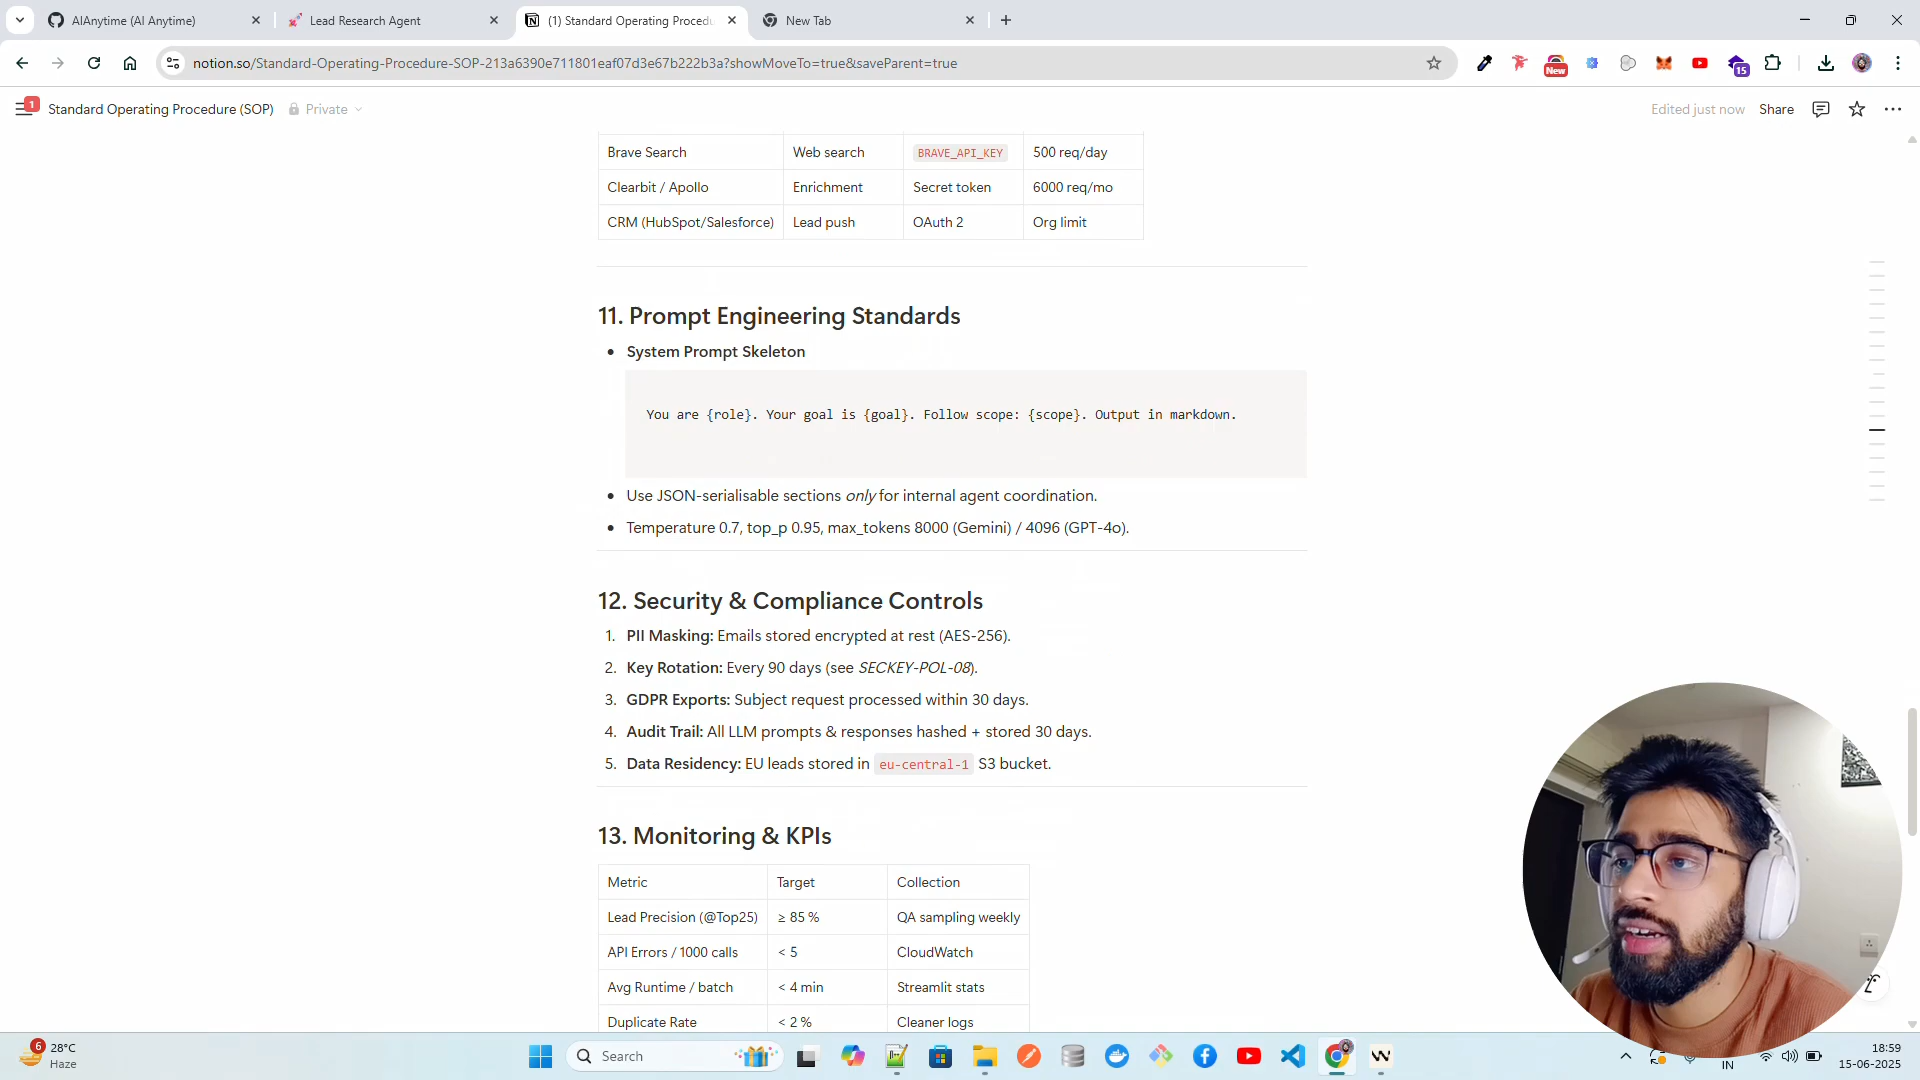 AIAnytime (AI Anytime)
Lead Research Agent
(1) Standard Operating Procedu
New Tab
notion.so/Standard-Operating-Procedure-SOP-213a6390e711801eaf07d3e67b222b3a?showMoveTo=true&saveParent=true
New
15
1
Standard Operating Procedure (SOP)
Private
Edited just now
Share
Brave Search Web search BRAVE_API_KEY 500 req/day
Clearbit / Apollo Enrichment Secret token 6000 req/mo
CRM (HubSpot/Salesforce) Lead push OAuth 2 Org limit
11. Prompt Engineering Standards
• System Prompt Skeleton
You are {role}. Your goal is {goal}. Follow scope: {scope}. Output in markdown.
• Use JSON-serialisable sections only for internal agent coordination.
• Temperature 0.7, top_p 0.95, max_tokens 8000 (Gemini) / 4096 (GPT-4o).
12. Security & Compliance Controls
1. PII Masking: Emails stored encrypted at rest (AES-256).
2. Key Rotation: Every 90 days (see SECKEY-POL-08).
3. GDPR Exports: Subject request processed within 30 days.
4. Audit Trail: All LLM prompts & responses hashed + stored 30 days.
5. Data Residency: EU leads stored in eu-central-1 S3 bucket.
13. Monitoring & KPIs
Metric Target Collection
Lead Precision (@Top25) ≥ 85 % QA sampling weekly
API Errors / 1000 calls < 5 CloudWatch
Avg Runtime / batch < 4 min Streamlit stats
Duplicate Rate < 2 % Cleaner logs
6
28°C
Haze
Search
IN
18:59
15-06-2025